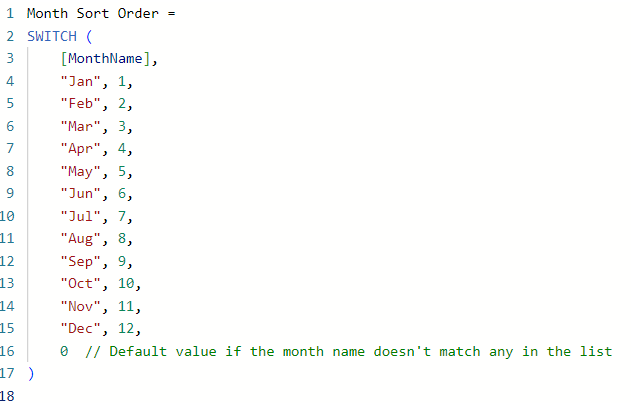 1 Month Sort Order =
2 SWITCH (
3     [MonthName],
4     "Jan", 1,
5     "Feb", 2,
6     "Mar", 3,
7     "Apr", 4,
8     "May", 5,
9     "Jun", 6,
10     "Jul", 7,
11     "Aug", 8,
12     "Sep", 9,
13     "Oct", 10,
14     "Nov", 11,
15     "Dec", 12,
16     0  // Default value if the month name doesn't match any in the list
17 )
18